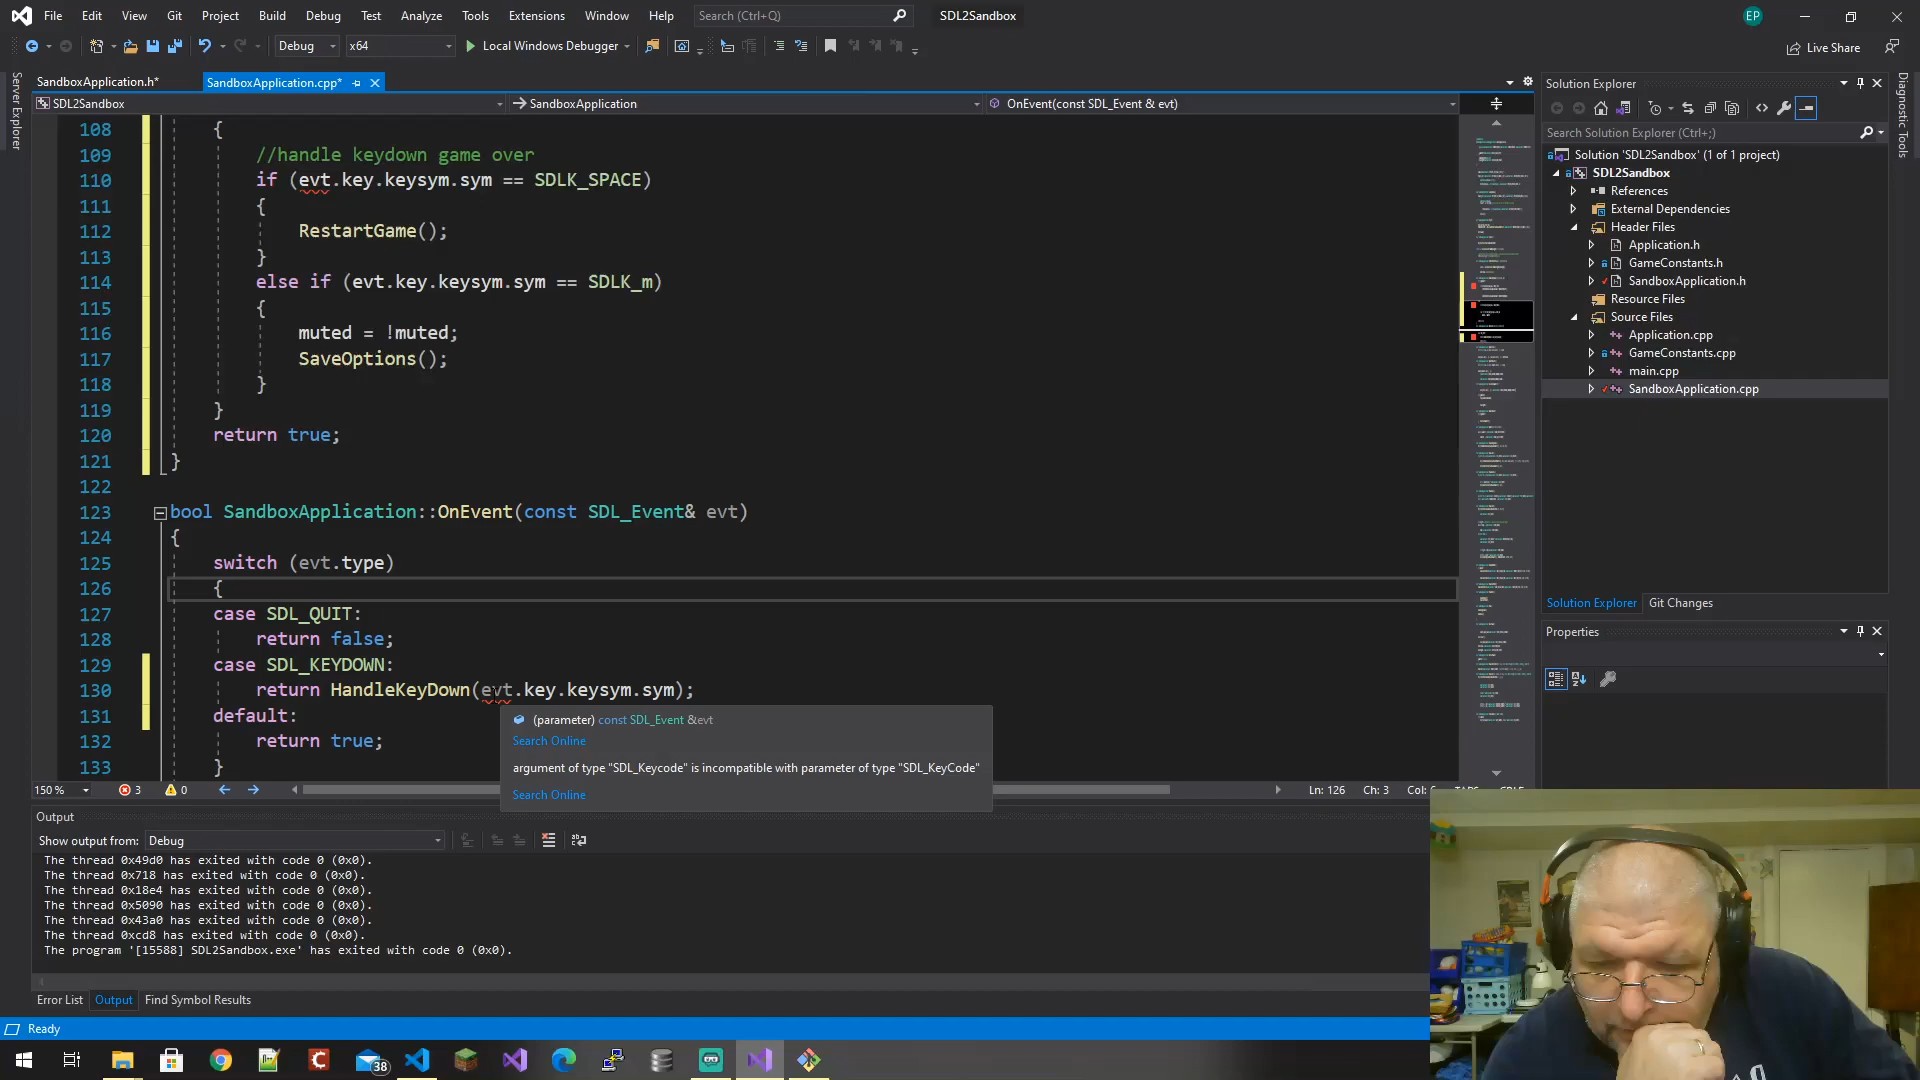 File Edit View Git Project Build Debug Test Analyze Tools Extensions Window Help Search (Ctrl+Q) SDL2Sandbox EP
Debug x64 Local Windows Debugger Live Share
Server Explorer
SandboxApplication.h* SandboxApplication.cpp*
SDL2Sandbox SandboxApplication OnEvent(const SDL_Event & evt)
108 {
109 //handle keydown game over
110 if (evt.key.keysym.sym == SDLK_SPACE)
111 {
112 RestartGame();
113 }
114 else if (evt.key.keysym.sym == SDLK_m)
115 {
116 muted = !muted;
117 SaveOptions();
118 }
119 }
120 return true;
121 }
122
123 bool SandboxApplication::OnEvent(const SDL_Event& evt)
124 {
125 switch (evt.type)
126 {
127 case SDL_QUIT:
128 return false;
129 case SDL_KEYDOWN:
130 return HandleKeyDown(evt.key.keysym.sym);
131 default:
132 return true;
133 }
(parameter) const SDL_Event &evt
Search Online
argument of type "SDL_Keycode" is incompatible with parameter of type "SDL_KeyCode"
Search Online
150 % 3 0 Ln: 126 Ch: 3
Output
Show output from: Debug
The thread 0x49d0 has exited with code 0 (0x0).
The thread 0x718 has exited with code 0 (0x0).
The thread 0x18e4 has exited with code 0 (0x0).
The thread 0x5090 has exited with code 0 (0x0).
The thread 0x43a0 has exited with code 0 (0x0).
The thread 0xcd8 has exited with code 0 (0x0).
The program '[15588] SDL2Sandbox.exe' has exited with code 0 (0x0).
Error List Output Find Symbol Results
Ready
38
Solution Explorer
Search Solution Explorer (Ctrl+;)
Solution 'SDL2Sandbox' (1 of 1 project)
SDL2Sandbox
References
External Dependencies
Header Files
Application.h
GameConstants.h
SandboxApplication.h
Resource Files
Source Files
Application.cpp
GameConstants.cpp
main.cpp
SandboxApplication.cpp
Solution Explorer Git Changes
Properties
Diagnostic Tools